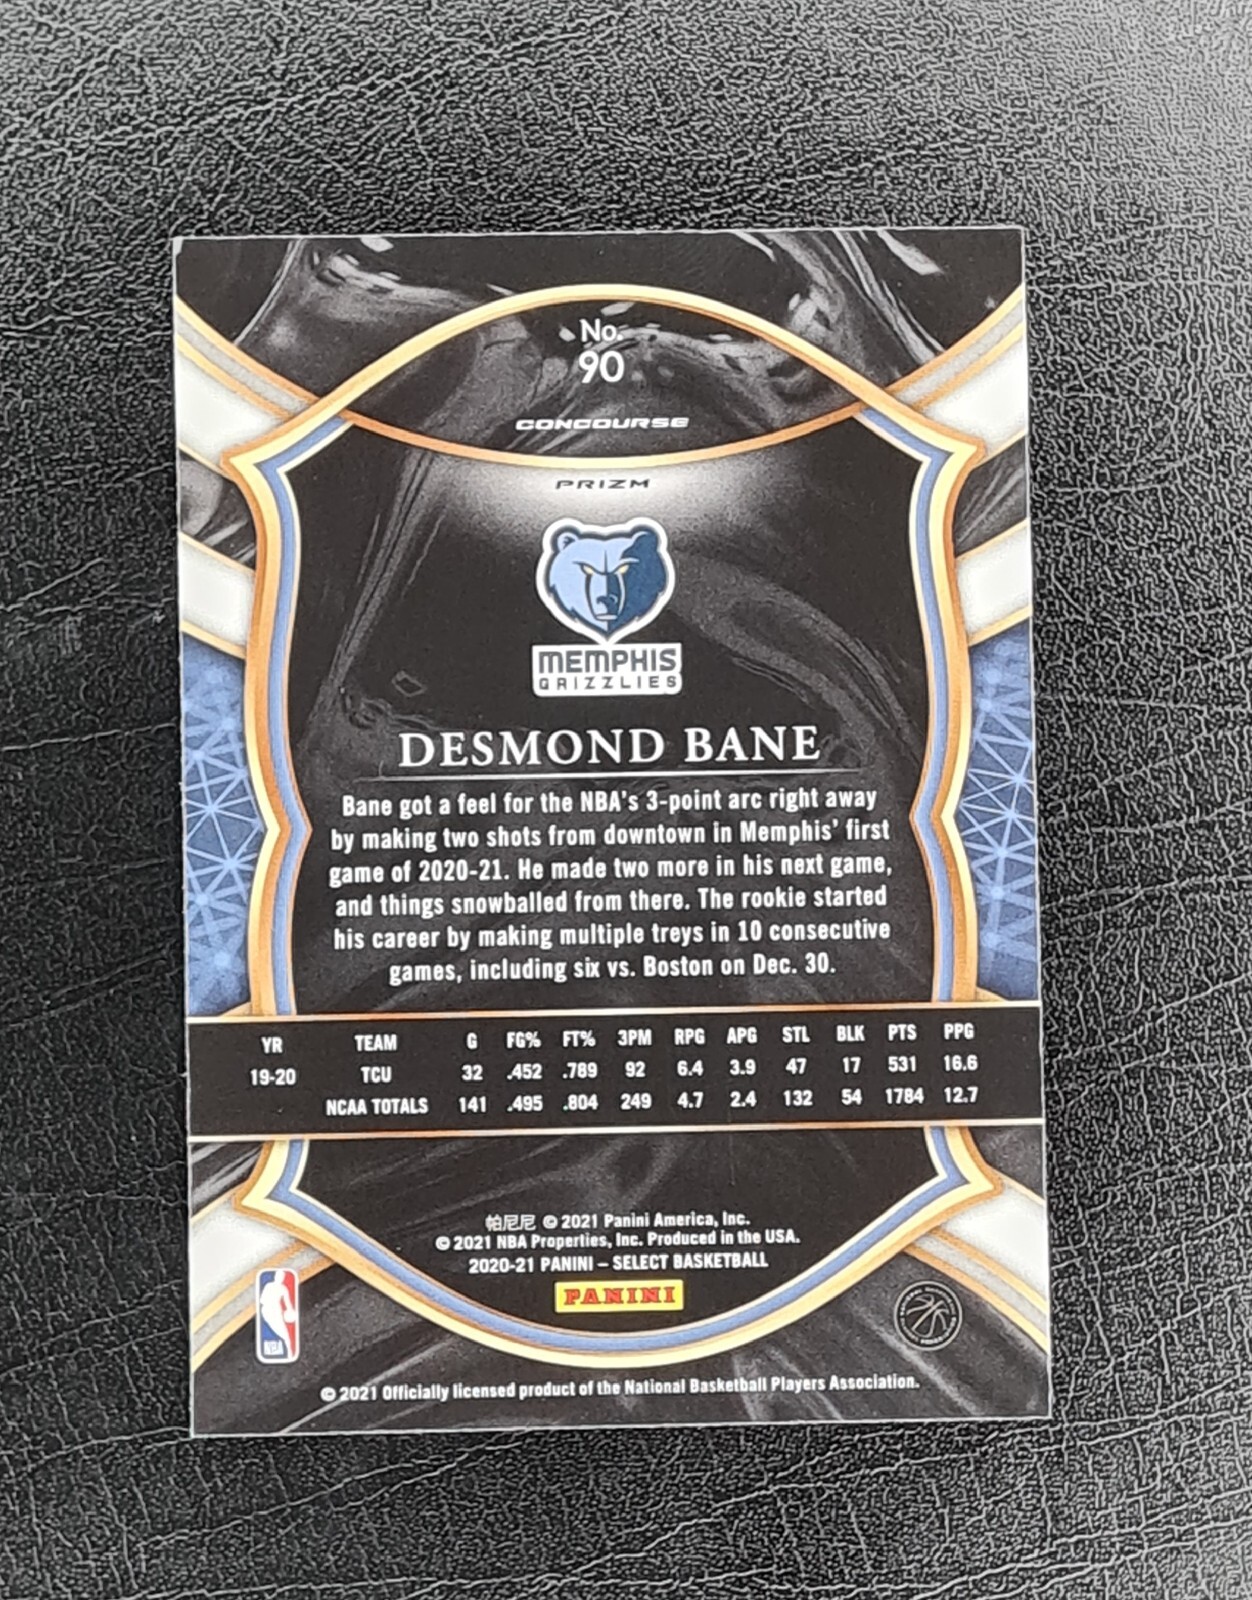 No.
90
CONCOURSE
PRIZM
MEMPHIS
GRIZZLIES
DESMOND BANE
Bane got a feel for the NBA's 3-point arc right away
by making two shots from downtown in Memphis' first
game of 2020-21. He made two more in his next game,
and things snowballed from there. The rookie started
his career by making multiple treys in 10 consecutive
games, including six vs. Boston on Dec. 30.
YR TEAM G FG% FT% 3PM RPG APG STL BLK PTS PPG
19-20 TCU 32 .452 .789 92 6.4 3.9 47 17 531 16.6
NCAA TOTALS 141 .495 .804 249 4.7 2.4 132 54 1784 12.7
帕尼尼 © 2021 Panini America, Inc.
© 2021 NBA Properties, Inc. Produced in the USA.
2020-21 PANINI – SELECT BASKETBALL
PANINI
NBA
© 2021 Officially licensed product of the National Basketball Players Association.